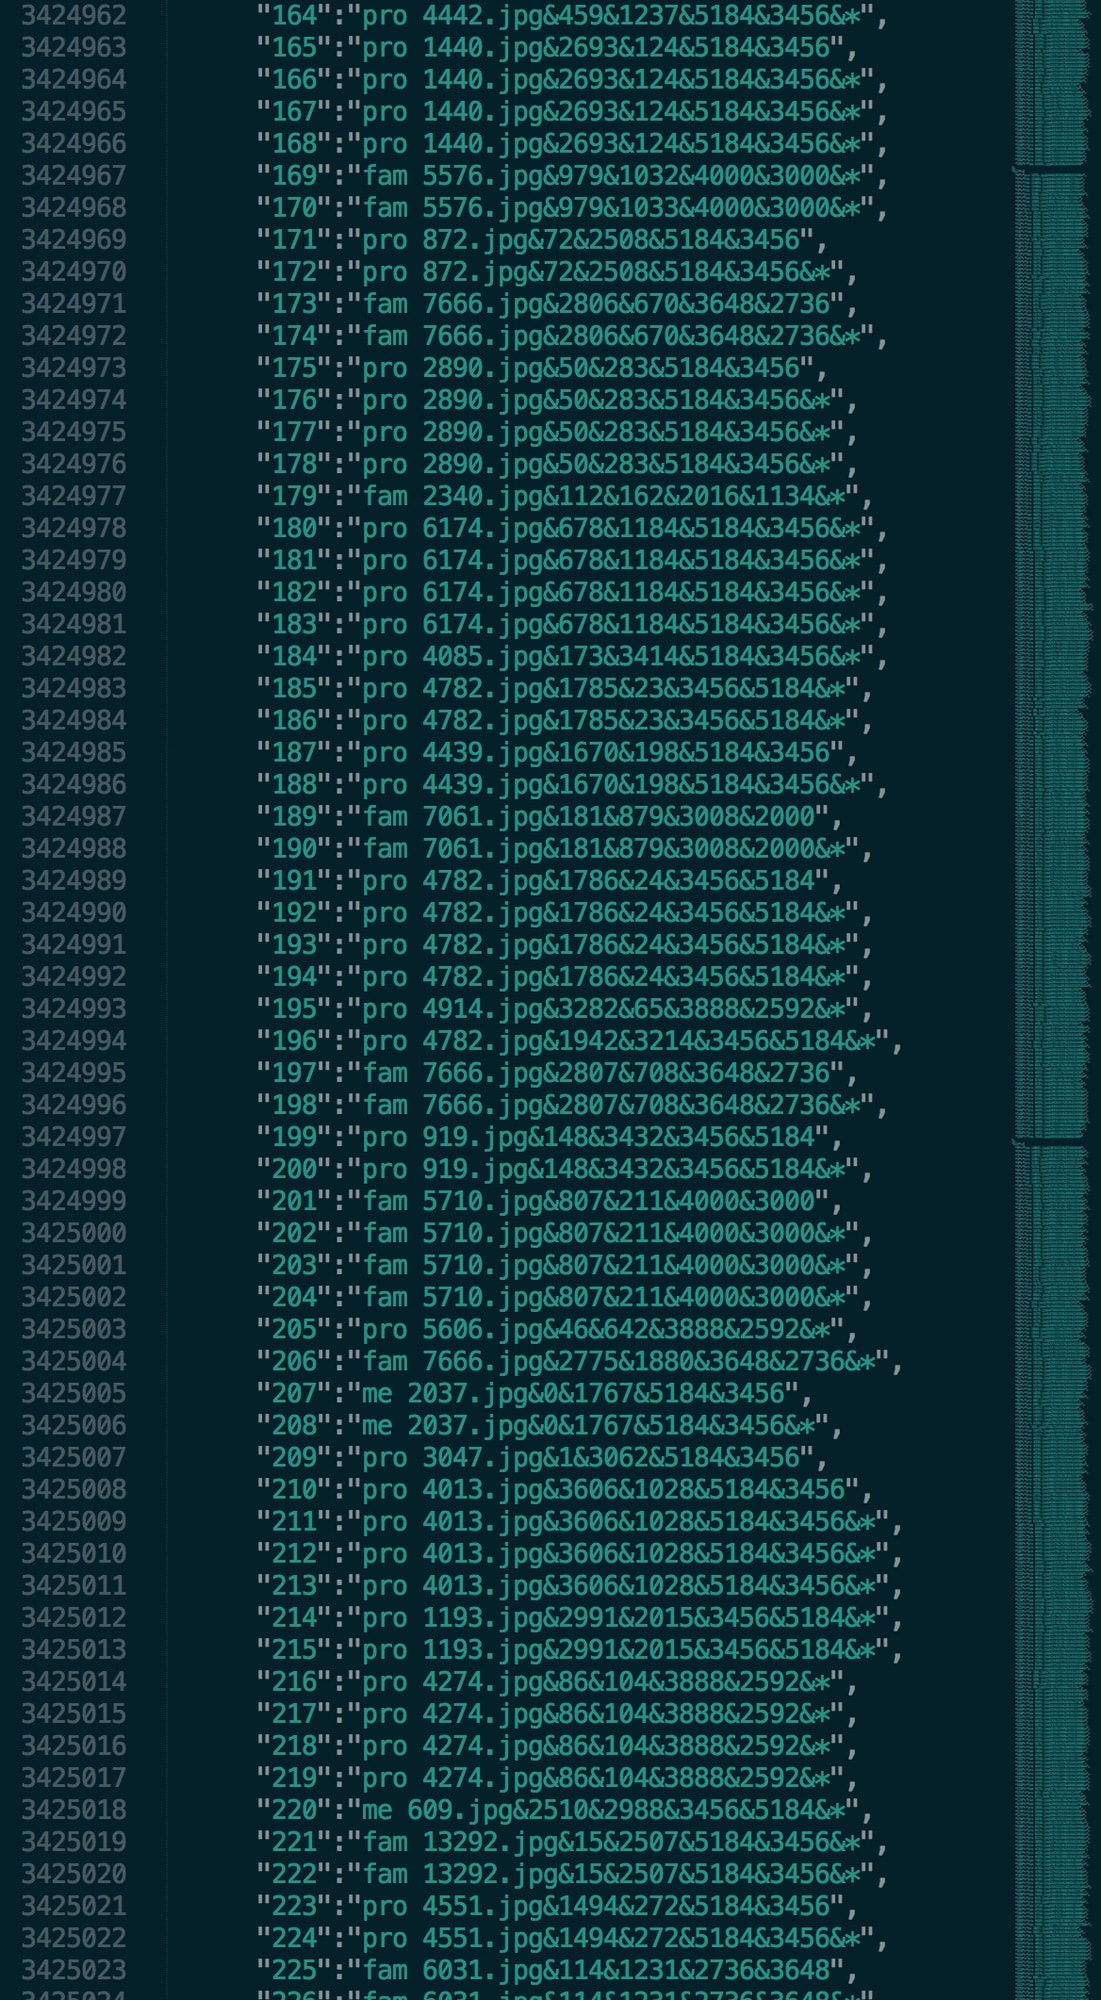 3424962 "164":"pro 4442.jpg&459&1237&5184&3456&*",
3424963 "165":"pro 1440.jpg&2693&124&5184&3456",
3424964 "166":"pro 1440.jpg&2693&124&5184&3456&*",
3424965 "167":"pro 1440.jpg&2693&124&5184&3456&*",
3424966 "168":"pro 1440.jpg&2693&124&5184&3456&*",
3424967 "169":"fam 5576.jpg&979&1032&4000&3000&*",
3424968 "170":"fam 5576.jpg&979&1033&4000&3000&*",
3424969 "171":"pro 872.jpg&72&2508&5184&3456",
3424970 "172":"pro 872.jpg&72&2508&5184&3456&*",
3424971 "173":"fam 7666.jpg&2806&670&3648&2736",
3424972 "174":"fam 7666.jpg&2806&670&3648&2736&*",
3424973 "175":"pro 2890.jpg&50&283&5184&3456",
3424974 "176":"pro 2890.jpg&50&283&5184&3456&*",
3424975 "177":"pro 2890.jpg&50&283&5184&3456&*",
3424976 "178":"pro 2890.jpg&50&283&5184&3456&*",
3424977 "179":"fam 2340.jpg&112&162&2016&1134&*",
3424978 "180":"pro 6174.jpg&678&1184&5184&3456&*",
3424979 "181":"pro 6174.jpg&678&1184&5184&3456&*",
3424980 "182":"pro 6174.jpg&678&1184&5184&3456&*",
3424981 "183":"pro 6174.jpg&678&1184&5184&3456&*",
3424982 "184":"pro 4085.jpg&173&3414&5184&3456&*",
3424983 "185":"pro 4782.jpg&1785&23&3456&5184&*",
3424984 "186":"pro 4782.jpg&1785&23&3456&5184&*",
3424985 "187":"pro 4439.jpg&1670&198&5184&3456",
3424986 "188":"pro 4439.jpg&1670&198&5184&3456&*",
3424987 "189":"fam 7061.jpg&181&879&3008&2000",
3424988 "190":"fam 7061.jpg&181&879&3008&2000&*",
3424989 "191":"pro 4782.jpg&1786&24&3456&5184",
3424990 "192":"pro 4782.jpg&1786&24&3456&5184&*",
3424991 "193":"pro 4782.jpg&1786&24&3456&5184&*",
3424992 "194":"pro 4782.jpg&1786&24&3456&5184&*",
3424993 "195":"pro 4914.jpg&3282&65&3888&2592&*",
3424994 "196":"pro 4782.jpg&1942&3214&3456&5184&*",
3424995 "197":"fam 7666.jpg&2807&708&3648&2736",
3424996 "198":"fam 7666.jpg&2807&708&3648&2736&*",
3424997 "199":"pro 919.jpg&148&3432&3456&5184",
3424998 "200":"pro 919.jpg&148&3432&3456&5184&*",
3424999 "201":"fam 5710.jpg&807&211&4000&3000",
3425000 "202":"fam 5710.jpg&807&211&4000&3000&*",
3425001 "203":"fam 5710.jpg&807&211&4000&3000&*",
3425002 "204":"fam 5710.jpg&807&211&4000&3000&*",
3425003 "205":"pro 5606.jpg&46&642&3888&2592&*",
3425004 "206":"fam 7666.jpg&2775&1880&3648&2736&*",
3425005 "207":"me 2037.jpg&0&1767&5184&3456",
3425006 "208":"me 2037.jpg&0&1767&5184&3456&*",
3425007 "209":"pro 3047.jpg&1&3062&5184&3456",
3425008 "210":"pro 4013.jpg&3606&1028&5184&3456",
3425009 "211":"pro 4013.jpg&3606&1028&5184&3456&*",
3425010 "212":"pro 4013.jpg&3606&1028&5184&3456&*",
3425011 "213":"pro 4013.jpg&3606&1028&5184&3456&*",
3425012 "214":"pro 1193.jpg&2991&2015&3456&5184&*",
3425013 "215":"pro 1193.jpg&2991&2015&3456&5184&*",
3425014 "216":"pro 4274.jpg&86&104&3888&2592&*",
3425015 "217":"pro 4274.jpg&86&104&3888&2592&*",
3425016 "218":"pro 4274.jpg&86&104&3888&2592&*",
3425017 "219":"pro 4274.jpg&86&104&3888&2592&*",
3425018 "220":"me 609.jpg&2510&2988&3456&5184&*",
3425019 "221":"fam 13292.jpg&15&2507&5184&3456&*",
3425020 "222":"fam 13292.jpg&15&2507&5184&3456&*",
3425021 "223":"pro 4551.jpg&1494&272&5184&3456",
3425022 "224":"pro 4551.jpg&1494&272&5184&3456&*",
3425023 "225":"fam 6031.jpg&114&1231&2736&3648",
3425024 "226":"fam 6031.jpg&114&1231&2736&3648&*",